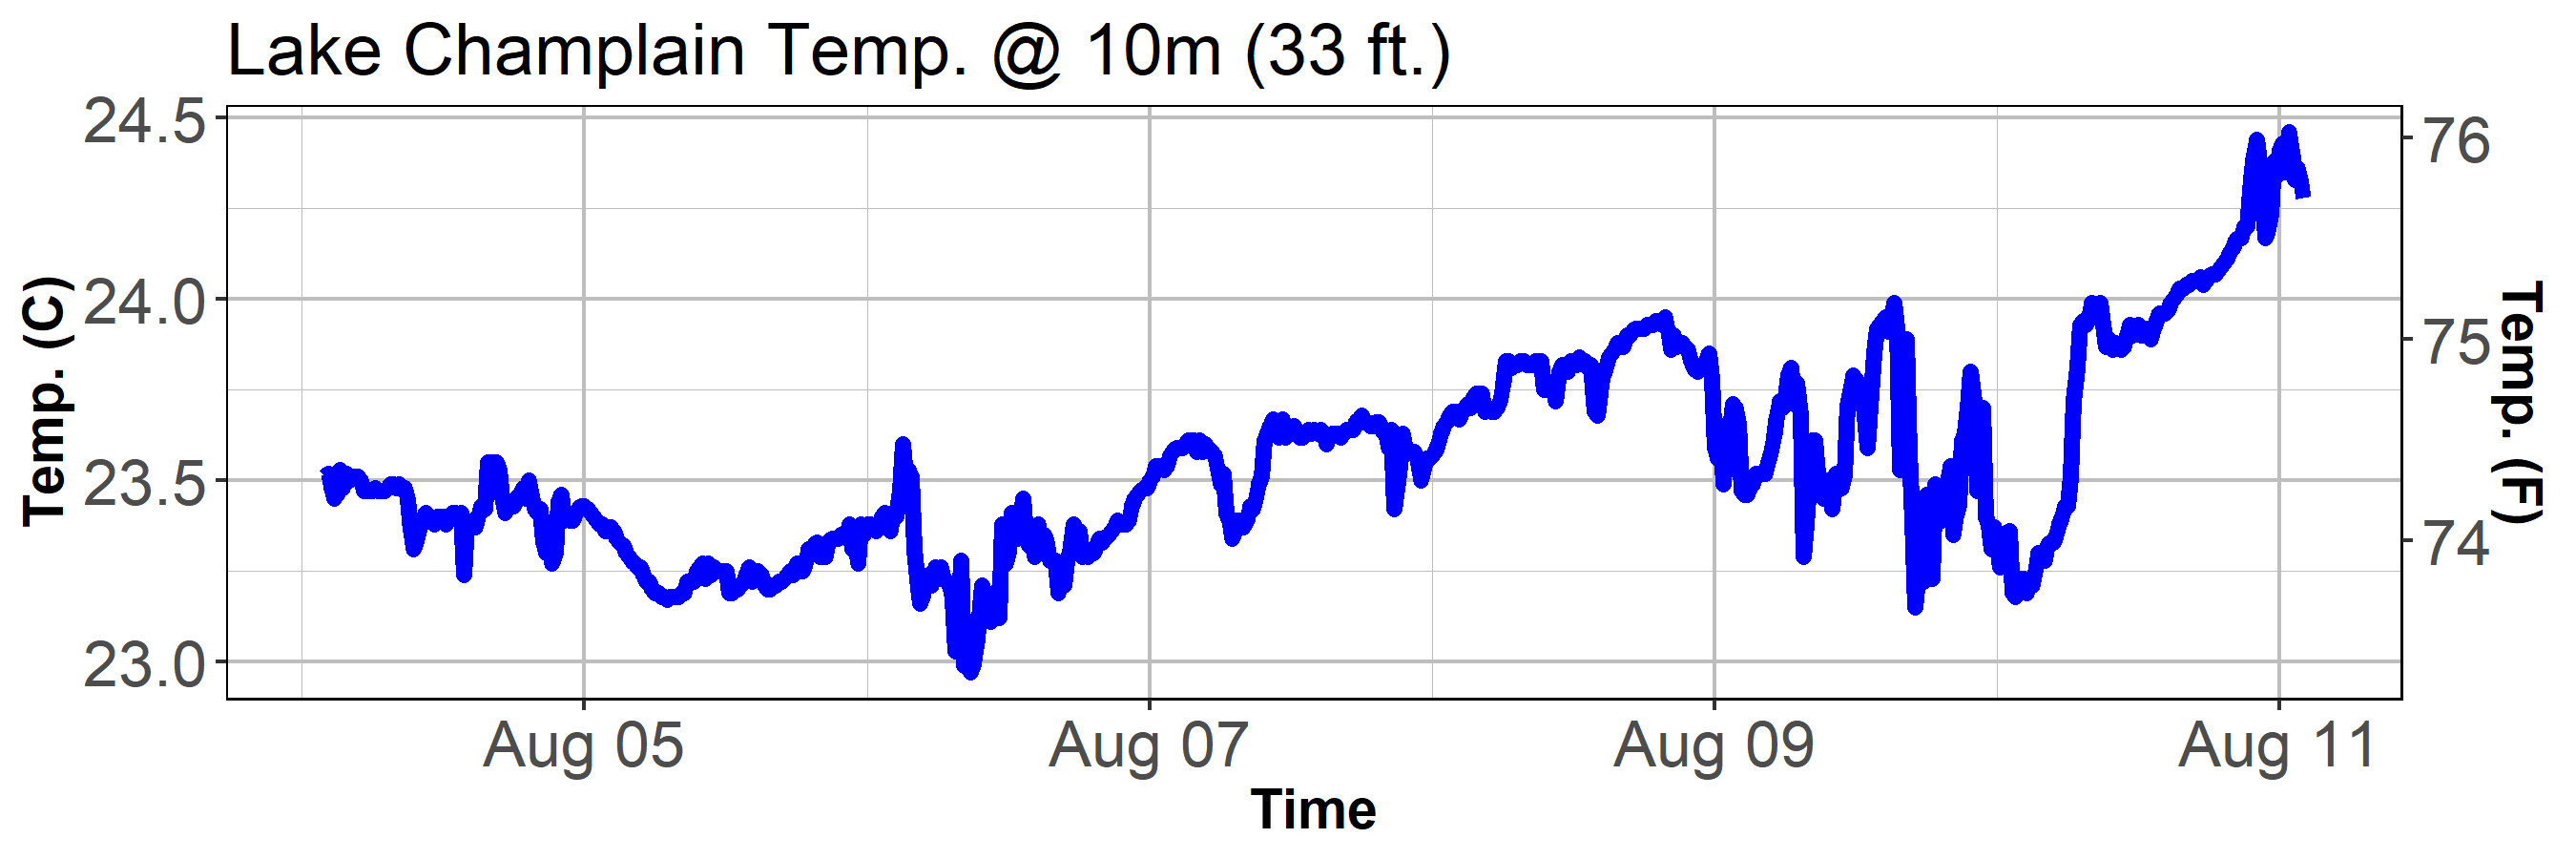 Lake Champlain Temp. @ 10m (33 ft.)
24.5
24.0
23.5
23.0
Temp. (C)
76
75
74
Temp. (F)
Aug 05 Aug 07 Aug 09 Aug 11
Time